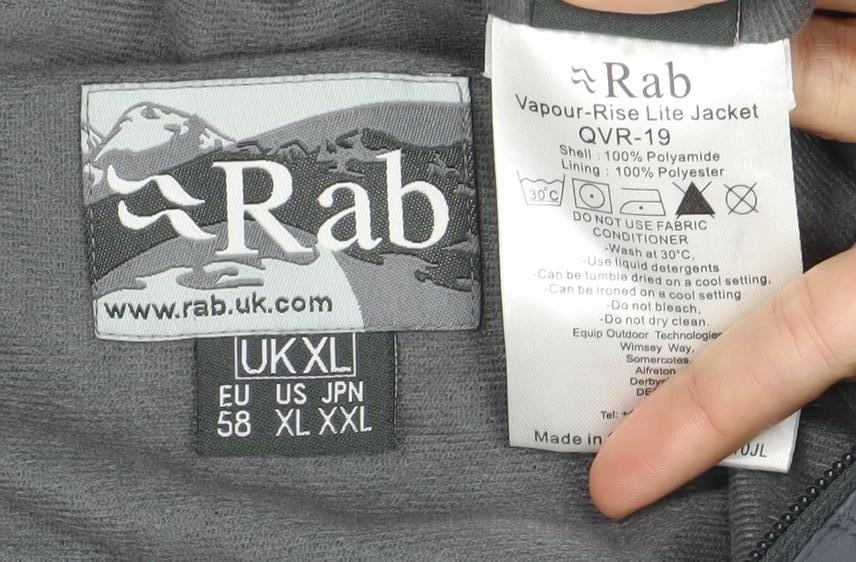 Rab
www.rab.uk.com
UK XL
EU US JPN
58 XL XXL
Rab
Vapour-Rise Lite Jacket
QVR-19
Shell : 100% Polyamide
Lining : 100% Polyester
30°C
DO NOT USE FABRIC
CONDITIONER
-Wash at 30°C,
-Use liquid detergents
-Can be tumble dried on a cool setting,
-Can be ironed on a cool setting
-Do not bleach,
-Do not dry clean.
Equip Outdoor Technologies
Wimsey Way,
Somercotes,
Alfreton
Tel:
Made in